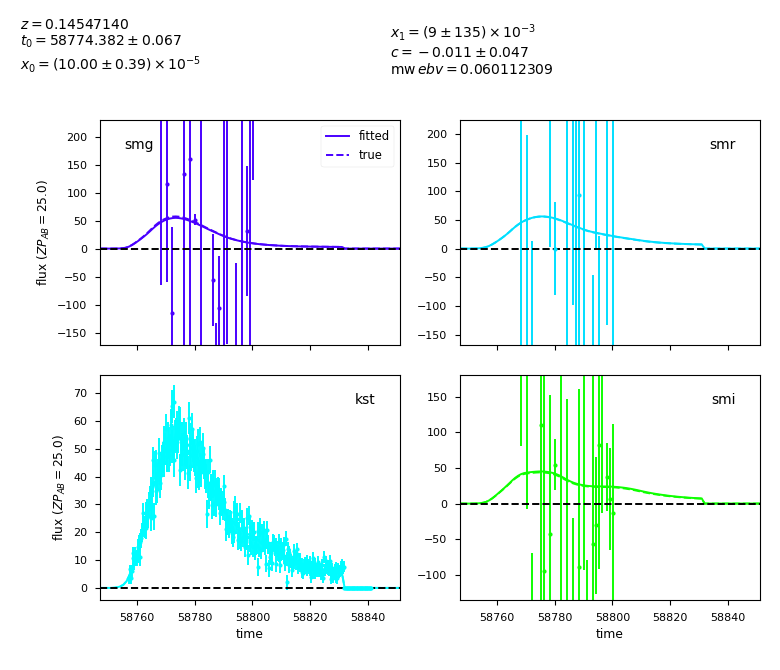 z = 0.14547140
t₀ = 58774.382 ± 0.067
x₀ = (10.00 ± 0.39) × 10⁻⁵
x₁ = (9 ± 135) × 10⁻³
c = −0.011 ± 0.047
mw ebv = 0.060112309
smg
fitted
true
200
150
100
50
0
−50
−100
−150
flux (ZP_AB = 25.0)
smr
200
150
100
50
0
−50
−100
−150
kst
70
60
50
40
30
20
10
0
flux (ZP_AB = 25.0)
58760 58780 58800 58820 58840
time
smi
150
100
50
0
−50
−100
58760 58780 58800 58820 58840
time